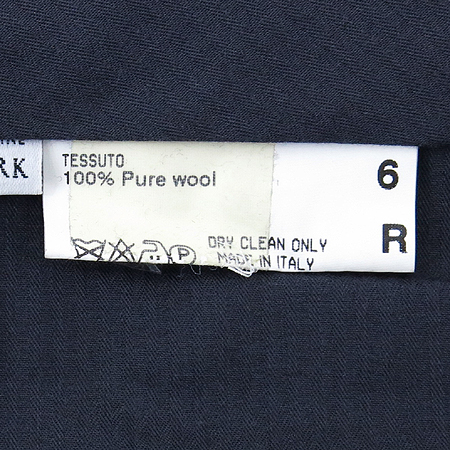 TESSUTO
100% Pure wool
6
R
RK
P
DRY CLEAN ONLY
MADE IN ITALY